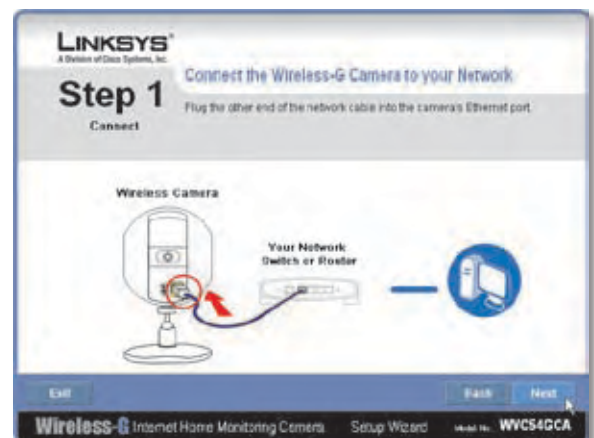 LINKSYS®
A Division of Cisco Systems, Inc.
Step 1
Connect
Connect the Wireless-G Camera to your Network
Plug the other end of the network cable into the camera's Ethernet port.
Wireless Camera
Your Network
Switch or Router
Exit
Back
Next
Wireless-G Internet Home Monitoring Camera
Setup Wizard
Model No. WVC54GCA